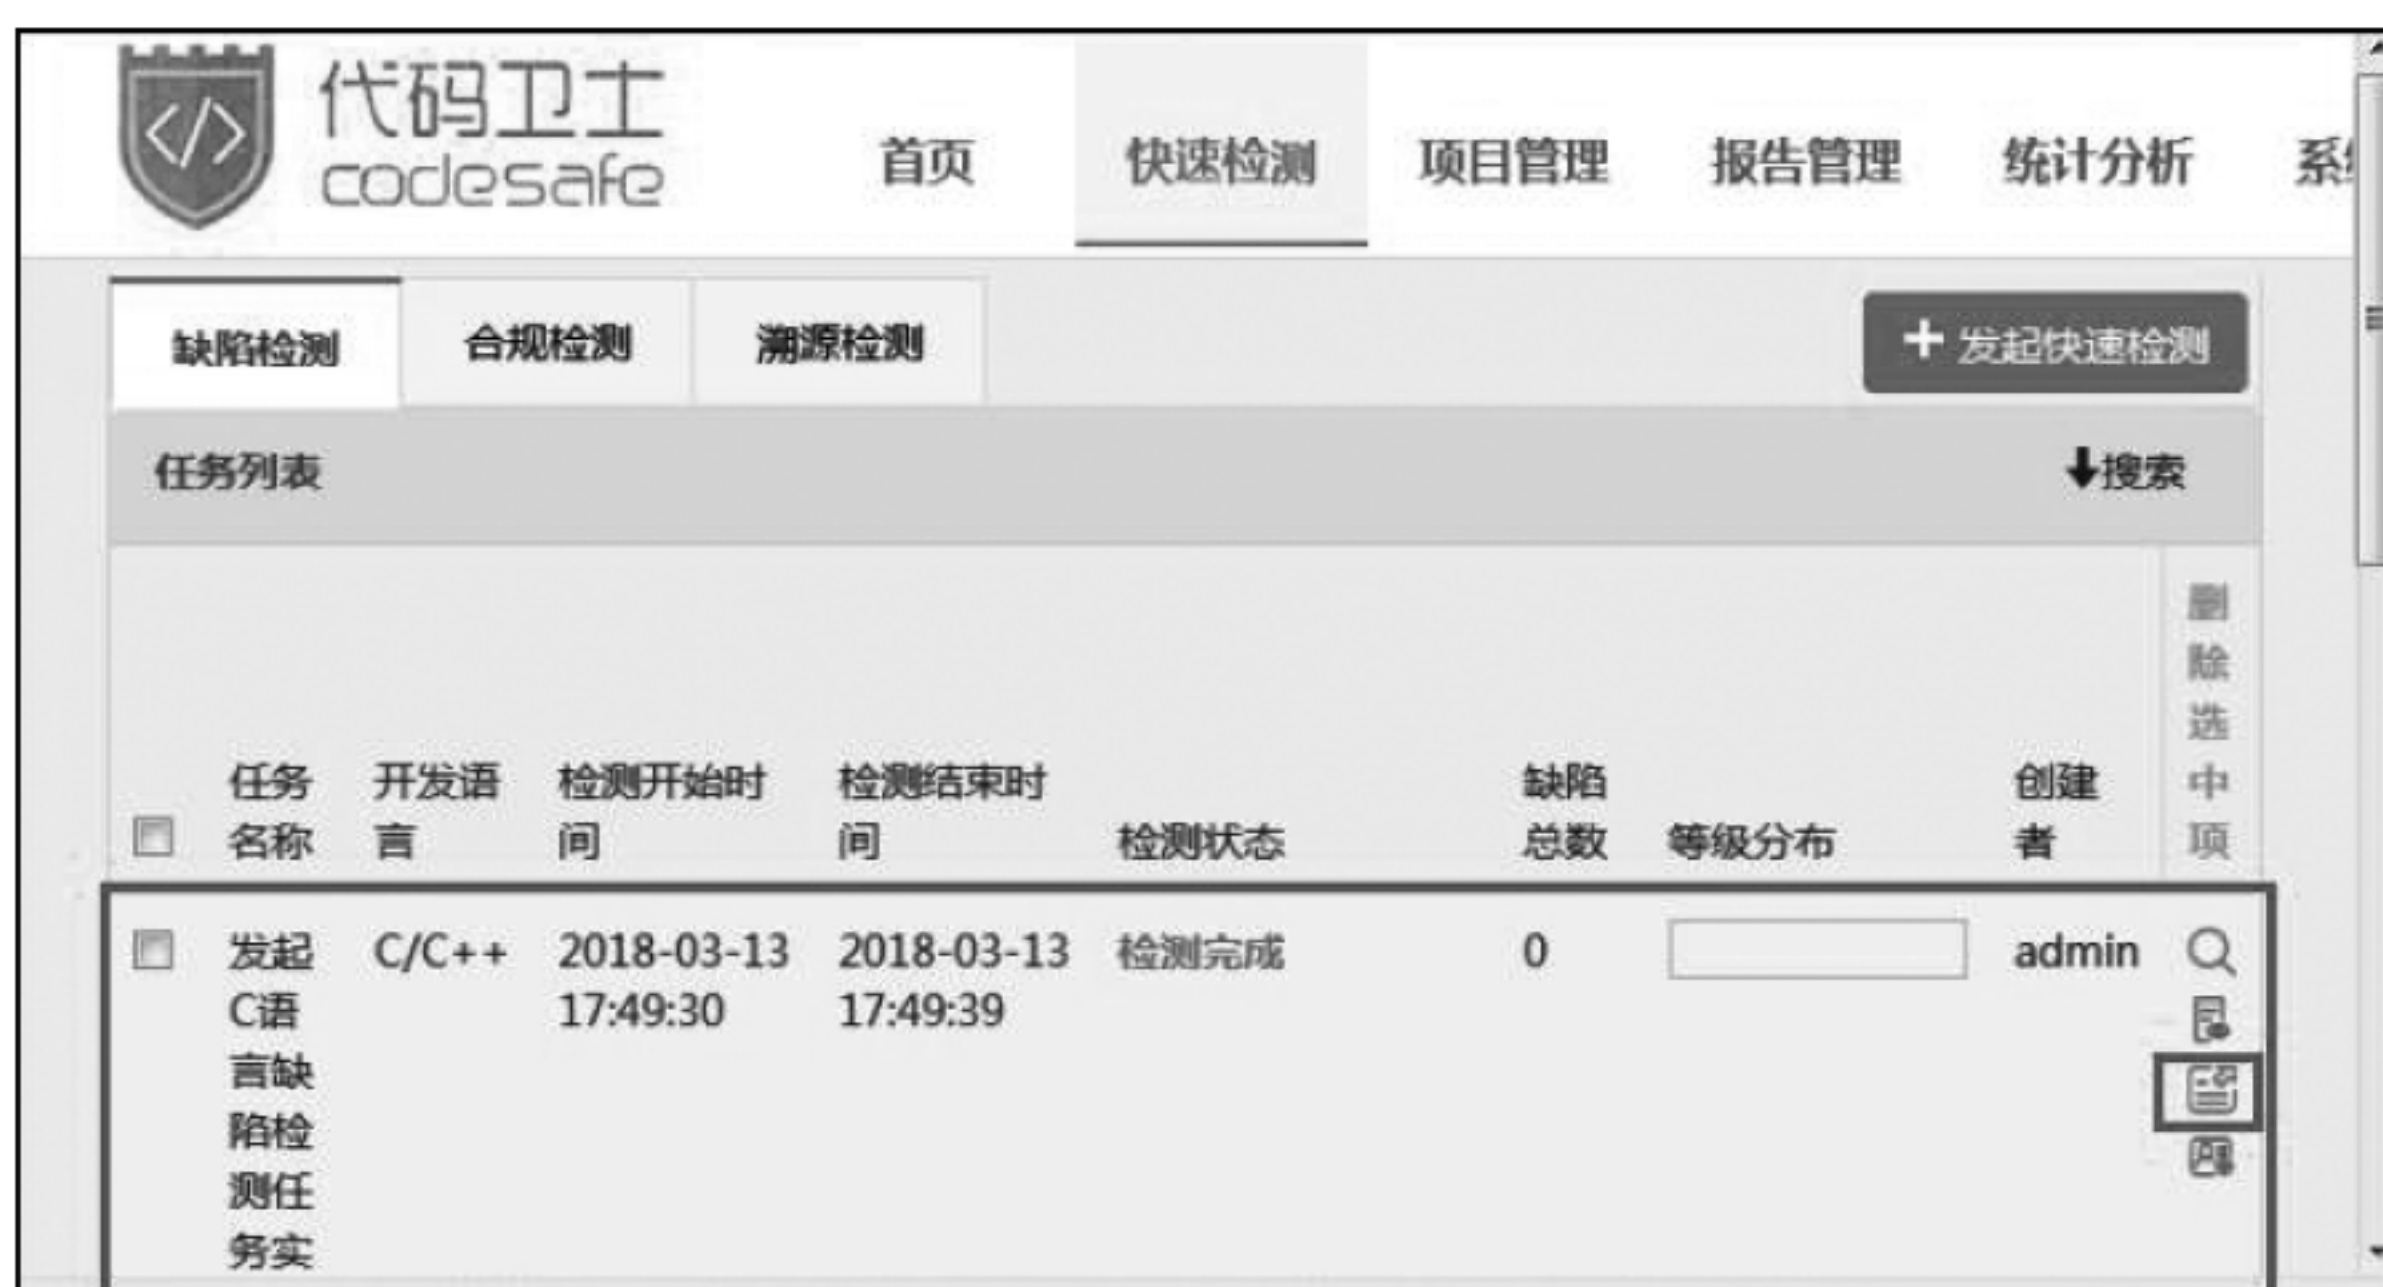 代码卫士
codesafe
首页 快速检测 项目管理 报告管理 统计分析
缺陷检测 合规检测 溯源检测 + 发起快速检测
任务列表 搜索
删除选中项
任务名称 开发语言 检测开始时间 检测结束时间 检测状态 缺陷总数 等级分布 创建者
发起 C/C++ 2018-03-13 2018-03-13 检测完成 0 admin
C语 17:49:30 17:49:39
言缺
陷检
测任
务实